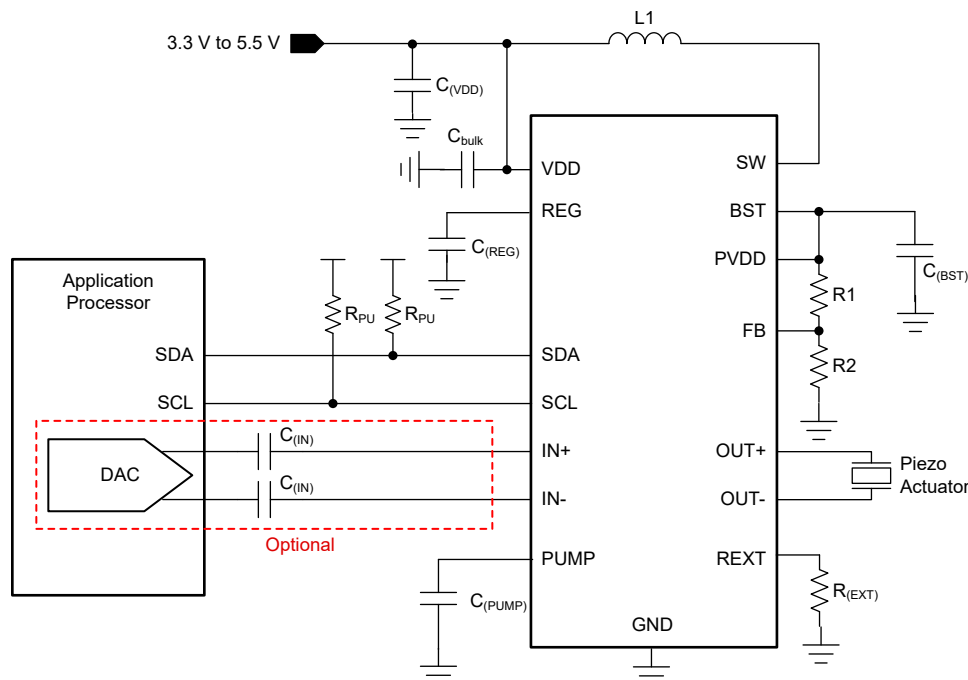 L1
3.3 V to 5.5 V
C(VDD)
Cbulk
VDD
SW
REG
BST
C(REG)
PVDD
C(BST)
Application
Processor
RPU
RPU
R1
FB
SDA
SDA
R2
SCL
SCL
C(IN)
DAC
IN+
OUT+
Piezo
Actuator
C(IN)
IN-
OUT-
Optional
PUMP
REXT
C(PUMP)
R(EXT)
GND